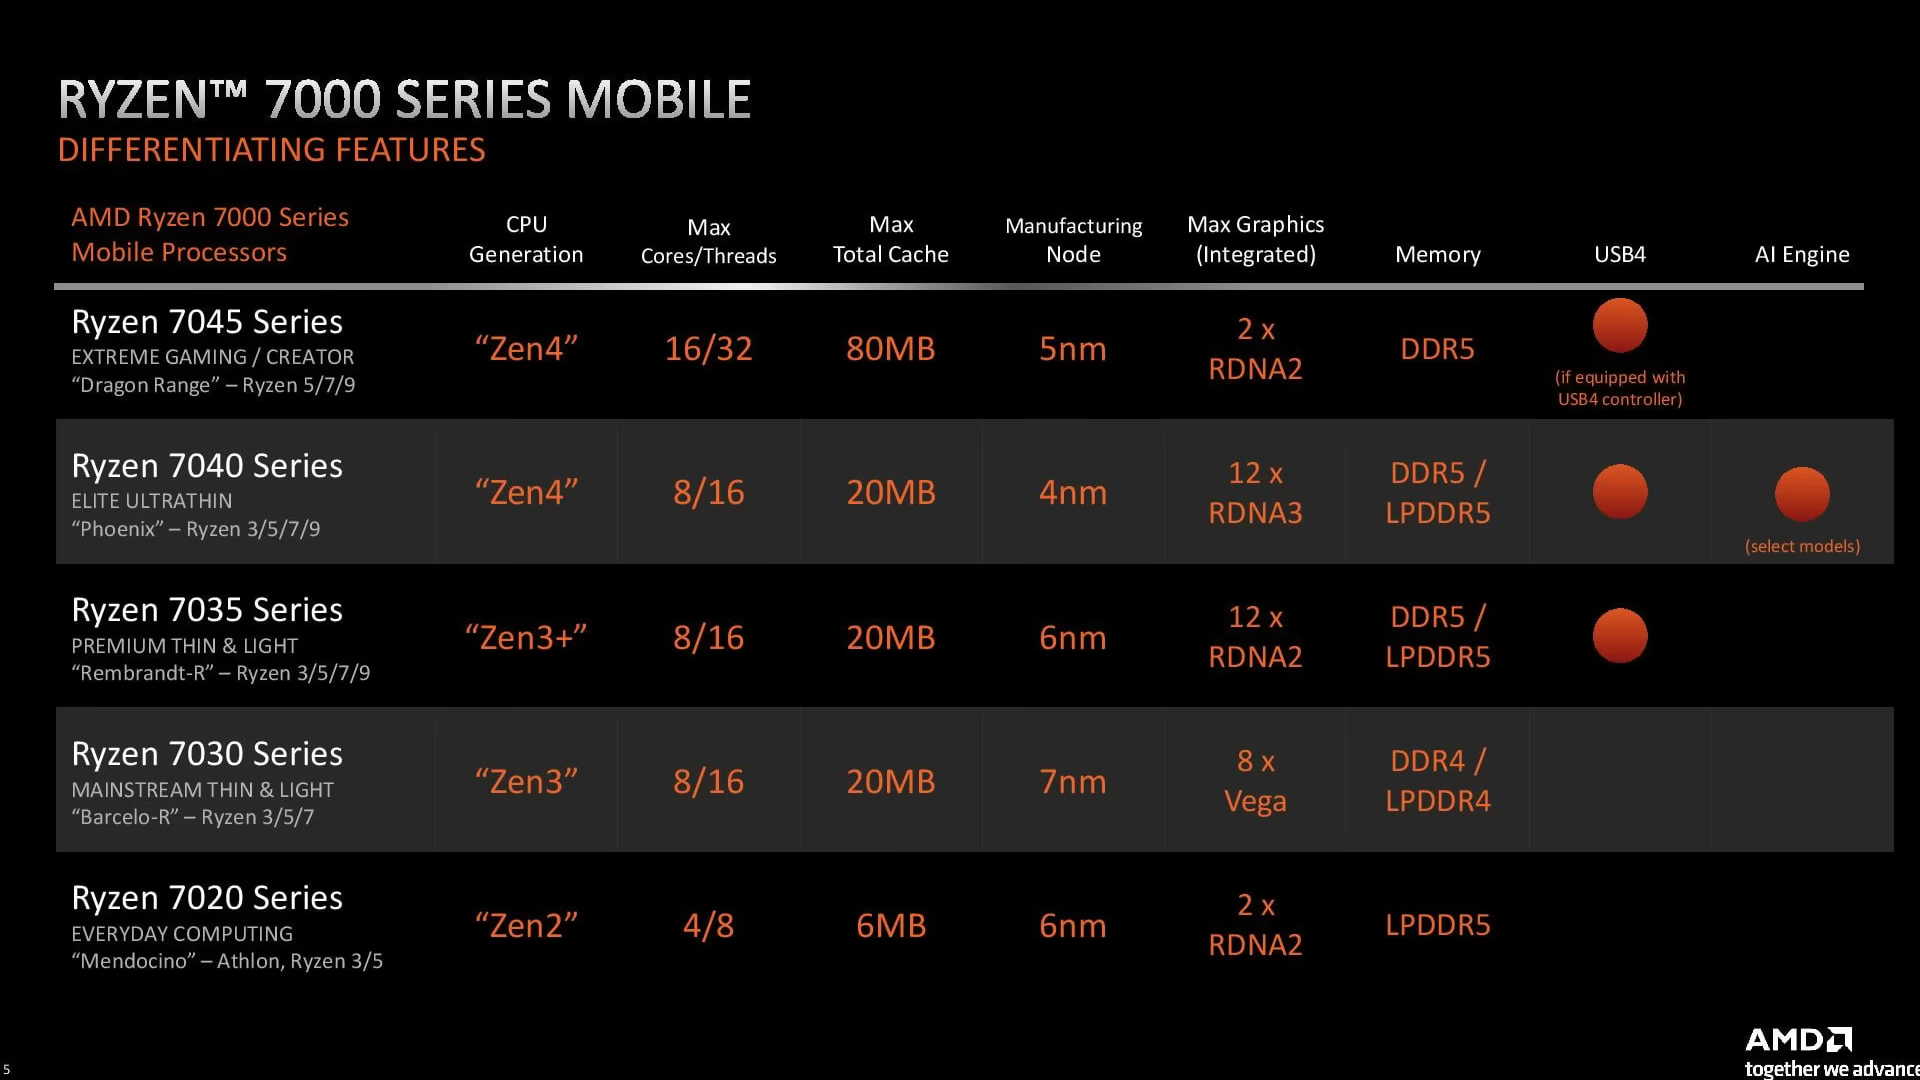 RYZEN™ 7000 SERIES MOBILE
DIFFERENTIATING FEATURES
AMD Ryzen 7000 Series
Mobile Processors
CPU
Generation
Max
Cores/Threads
Max
Total Cache
Manufacturing
Node
Max Graphics
(Integrated)
Memory
USB4
AI Engine
Ryzen 7045 Series
EXTREME GAMING / CREATOR
“Dragon Range” – Ryzen 5/7/9
“Zen4”
16/32
80MB
5nm
2 x
RDNA2
DDR5
(if equipped with
USB4 controller)
Ryzen 7040 Series
ELITE ULTRATHIN
“Phoenix” – Ryzen 3/5/7/9
“Zen4”
8/16
20MB
4nm
12 x
RDNA3
DDR5 /
LPDDR5
(select models)
Ryzen 7035 Series
PREMIUM THIN & LIGHT
“Rembrandt-R” – Ryzen 3/5/7/9
“Zen3+”
8/16
20MB
6nm
12 x
RDNA2
DDR5 /
LPDDR5
Ryzen 7030 Series
MAINSTREAM THIN & LIGHT
“Barcelo-R” – Ryzen 3/5/7
“Zen3”
8/16
20MB
7nm
8 x
Vega
DDR4 /
LPDDR4
Ryzen 7020 Series
EVERYDAY COMPUTING
“Mendocino” – Athlon, Ryzen 3/5
“Zen2”
4/8
6MB
6nm
2 x
RDNA2
LPDDR5
AMD
together we advance
5